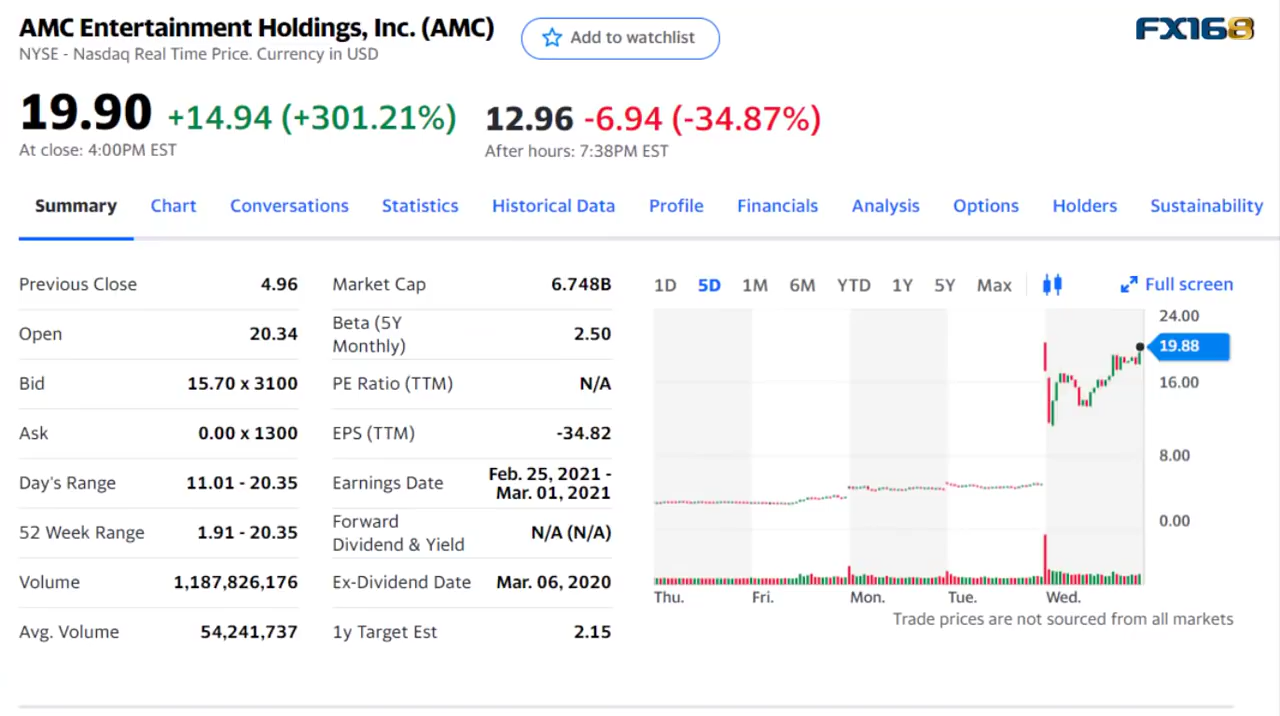 AMC Entertainment Holdings, Inc. (AMC)
Add to watchlist
FX168
NYSE - Nasdaq Real Time Price. Currency in USD
19.90 +14.94 (+301.21%)
12.96 -6.94 (-34.87%)
At close: 4:00PM EST
After hours: 7:38PM EST
Summary Chart Conversations Statistics Historical Data Profile Financials Analysis Options Holders Sustainability
Previous Close 4.96
Open 20.34
Bid 15.70 x 3100
Ask 0.00 x 1300
Day's Range 11.01 - 20.35
52 Week Range 1.91 - 20.35
Volume 1,187,826,176
Avg. Volume 54,241,737
Market Cap 6.748B
Beta (5Y
Monthly) 2.50
PE Ratio (TTM) N/A
EPS (TTM) -34.82
Earnings Date Feb. 25, 2021 -
Mar. 01, 2021
Forward
Dividend & Yield N/A (N/A)
Ex-Dividend Date Mar. 06, 2020
1y Target Est 2.15
1D 5D 1M 6M YTD 1Y 5Y Max
Full screen
24.00
19.88
16.00
8.00
0.00
Thu. Fri. Mon. Tue. Wed.
Trade prices are not sourced from all markets